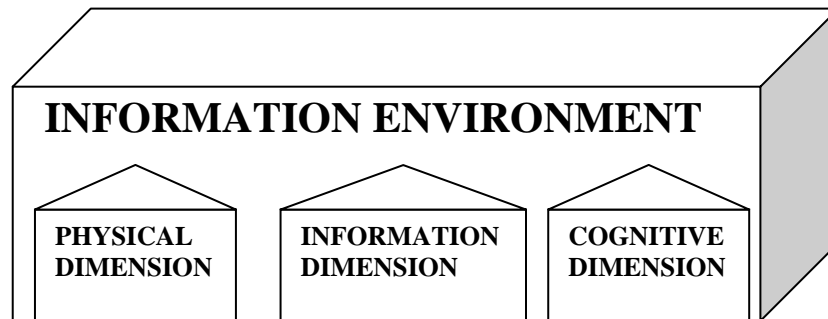 INFORMATION ENVIRONMENT
PHYSICAL
DIMENSION
INFORMATION
DIMENSION
COGNITIVE
DIMENSION